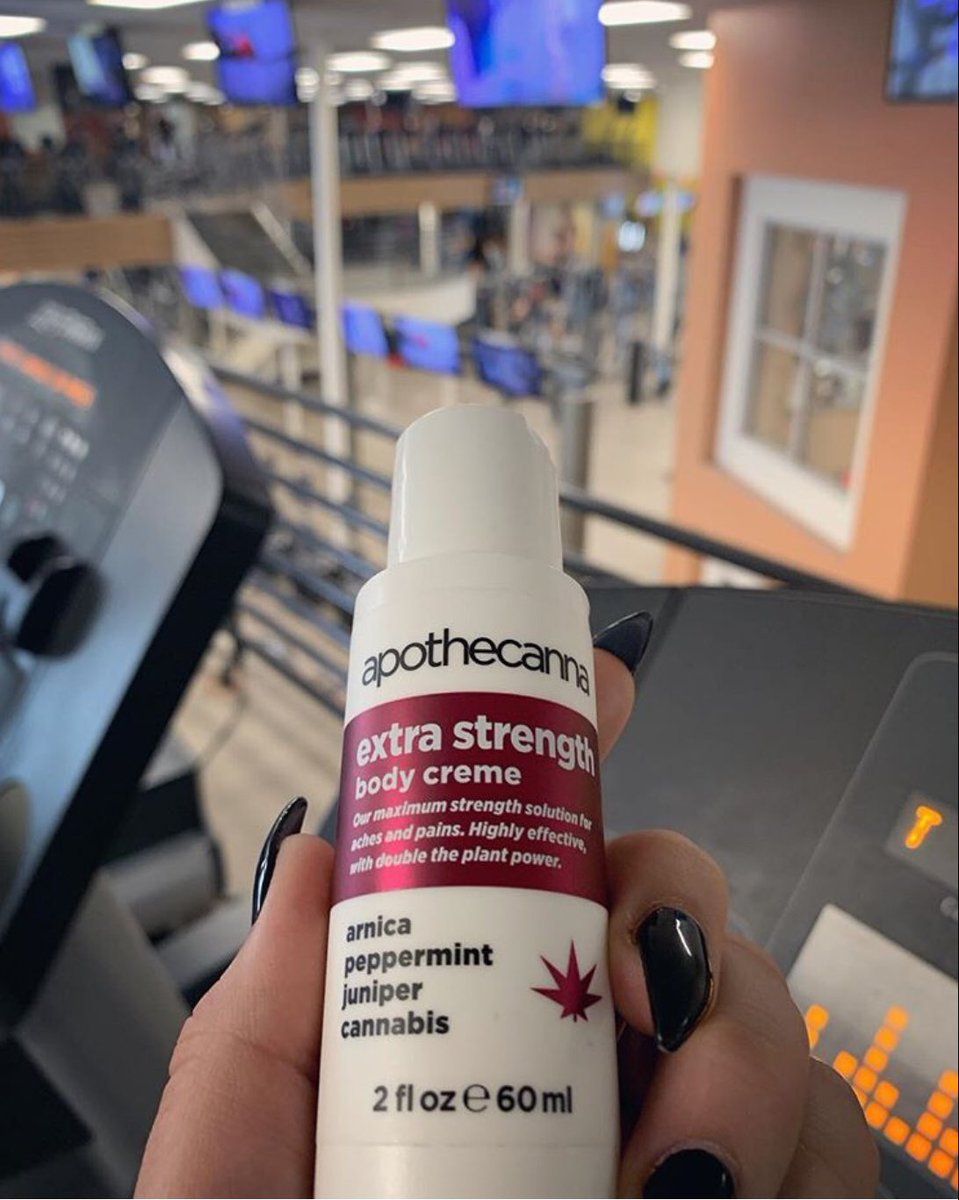 apothecanna
extra strength
body creme
Our maximum strength solution for
aches and pains. Highly effective,
with double the plant power.
arnica
peppermint
juniper
cannabis
2 fl oz ℮ 60 ml
T